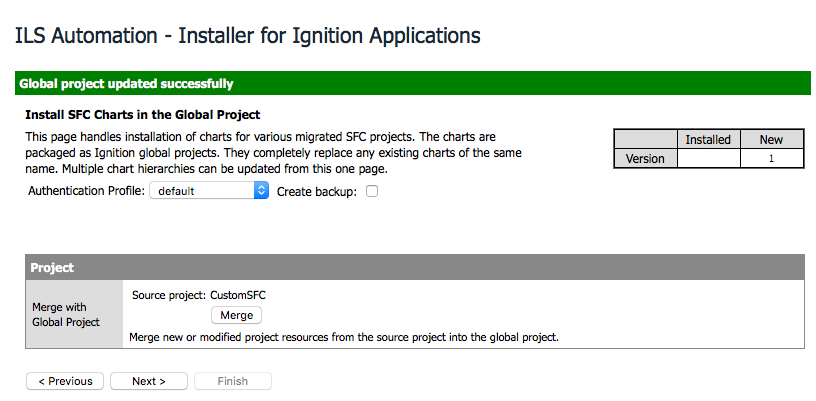 ILS Automation - Installer for Ignition Applications
Global project updated successfully
Install SFC Charts in the Global Project
This page handles installation of charts for various migrated SFC projects. The charts are
packaged as Ignition global projects. They completely replace any existing charts of the same
name. Multiple chart hierarchies can be updated from this one page.
Installed New
Version 1
Authentication Profile: default Create backup:
Project
Merge with
Global Project
Source project: CustomSFC
Merge
Merge new or modified project resources from the source project into the global project.
< Previous Next > Finish